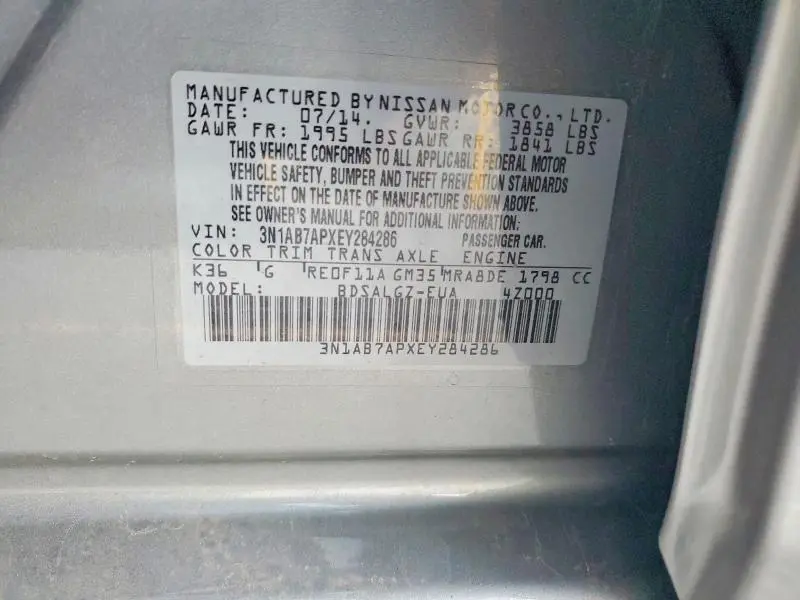 MANUFACTURED BY NISSAN MOTOR CO., LTD.
DATE: 07/14. GVWR: 3858 LBS
GAWR FR: 1995 LBS GAWR RR: 1841 LBS
THIS VEHICLE CONFORMS TO ALL APPLICABLE FEDERAL MOTOR
VEHICLE SAFETY, BUMPER AND THEFT PREVENTION STANDARDS
IN EFFECT ON THE DATE OF MANUFACTURE SHOWN ABOVE.
SEE OWNER'S MANUAL FOR ADDITIONAL INFORMATION.
VIN: 3N1AB7APXEY284286 PASSENGER CAR.
COLOR TRIM TRANS AXLE ENGINE
K36 G RE0F11A GM35 MRA8DE 1798 CC
MODEL: BDSALGZ-EUA 4Z000
3N1AB7APXEY284286